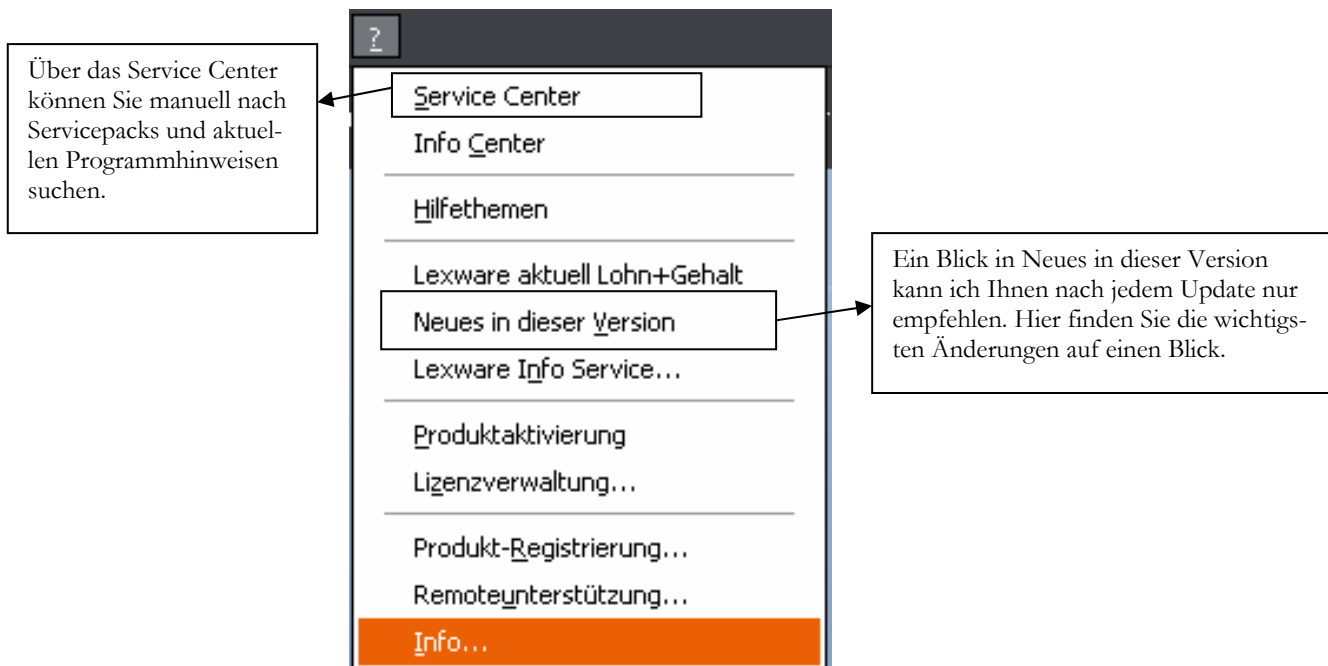 ?
Über das Service Center
können Sie manuell nach
Servicepacks und aktuel-
len Programmhinweisen
suchen.
Service Center
Info Center
Hilfethemen
Lexware aktuell Lohn+Gehalt
Neues in dieser Version
Lexware Info Service...
Produktaktivierung
Lizenzverwaltung...
Produkt-Registrierung...
Remoteunterstützung...
Info...
Ein Blick in Neues in dieser Version
kann ich Ihnen nach jedem Update nur
empfehlen. Hier finden Sie die wichtigs-
ten Änderungen auf einen Blick.